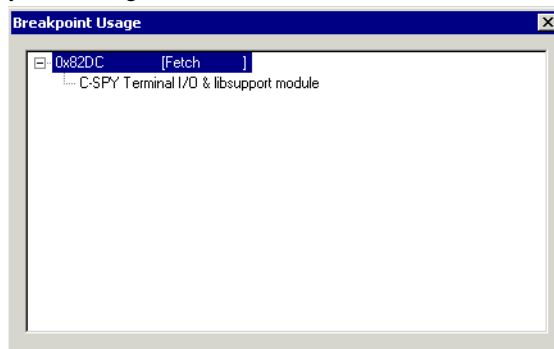 Breakpoint Usage
0x82DC [Fetch ]
C-SPY Terminal I/O & libsupport module